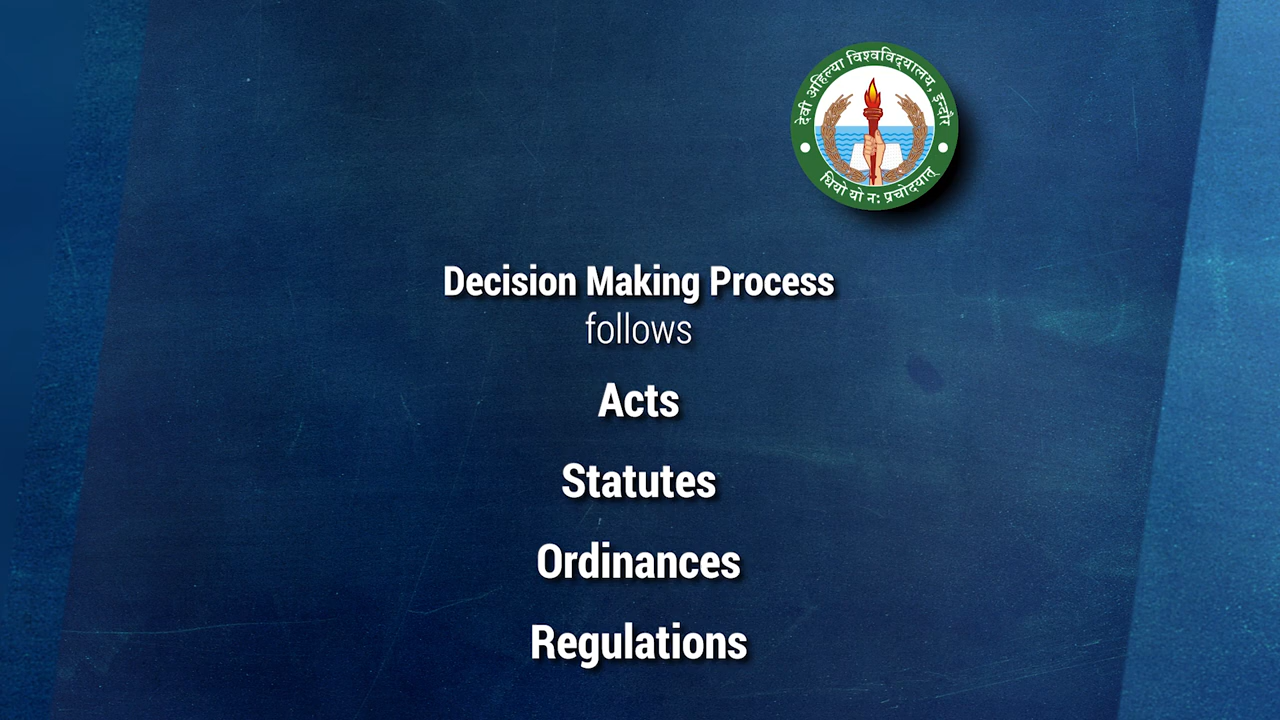 देवी अहिल्या विश्वविद्यालय, इन्दौर
धियो यो नः प्रचोदयात्
Decision Making Process
follows
Acts
Statutes
Ordinances
Regulations